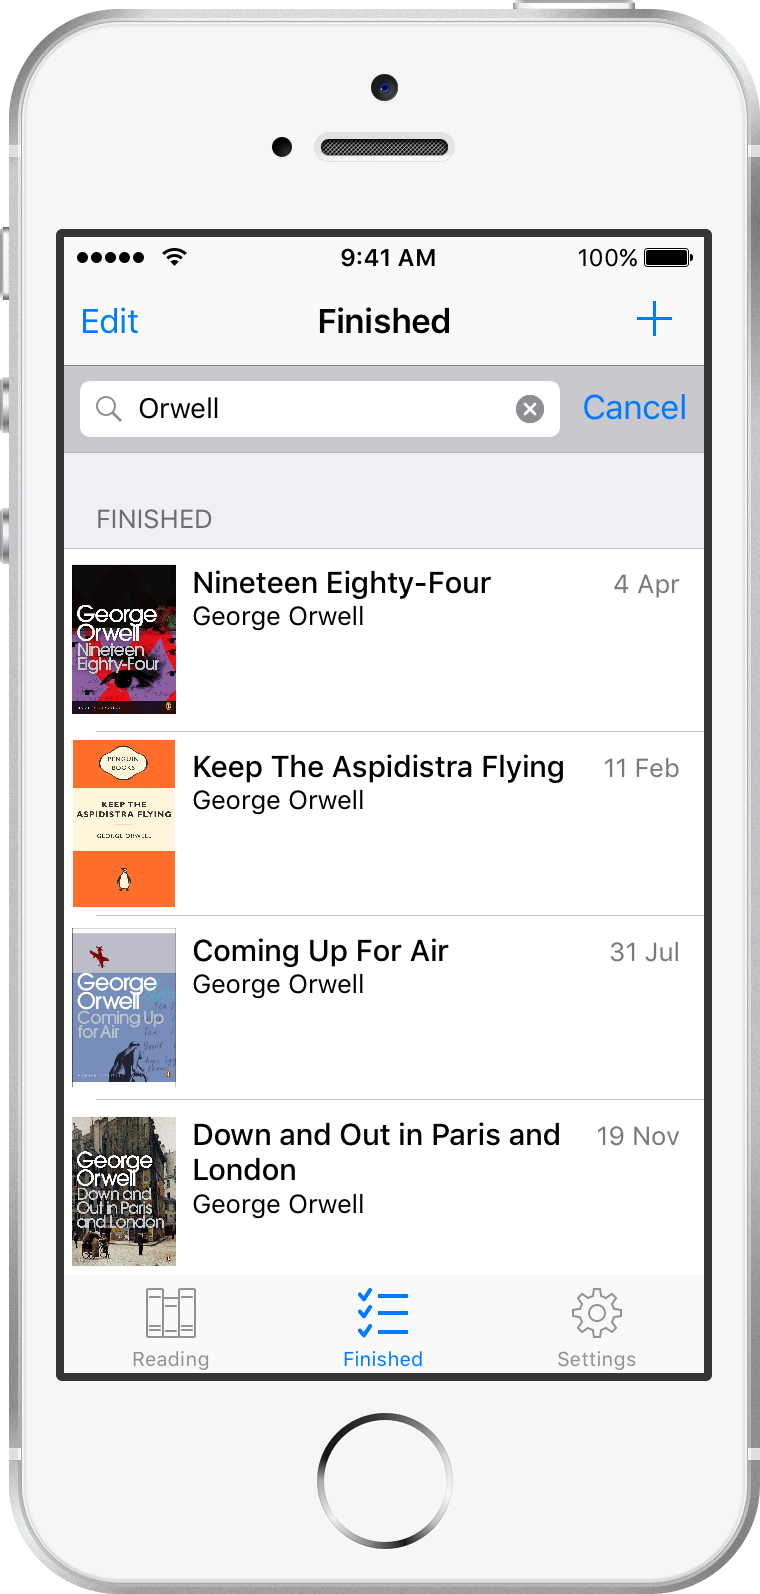 9:41 AM
100%
Edit
Finished
Orwell
Cancel
FINISHED
George
Orwell
Nineteen
Eighty-Four
Nineteen Eighty-Four
4 Apr
George Orwell
PENGUIN
BOOKS
KEEP THE
ASPIDISTRA FLYING
GEORGE ORWELL
Keep The Aspidistra Flying
11 Feb
George Orwell
George
Orwell
Coming Up
for Air
Coming Up For Air
31 Jul
George Orwell
George
Orwell
Down and
Out in Paris
and London
Down and Out in Paris and
London
19 Nov
George Orwell
Reading
Finished
Settings